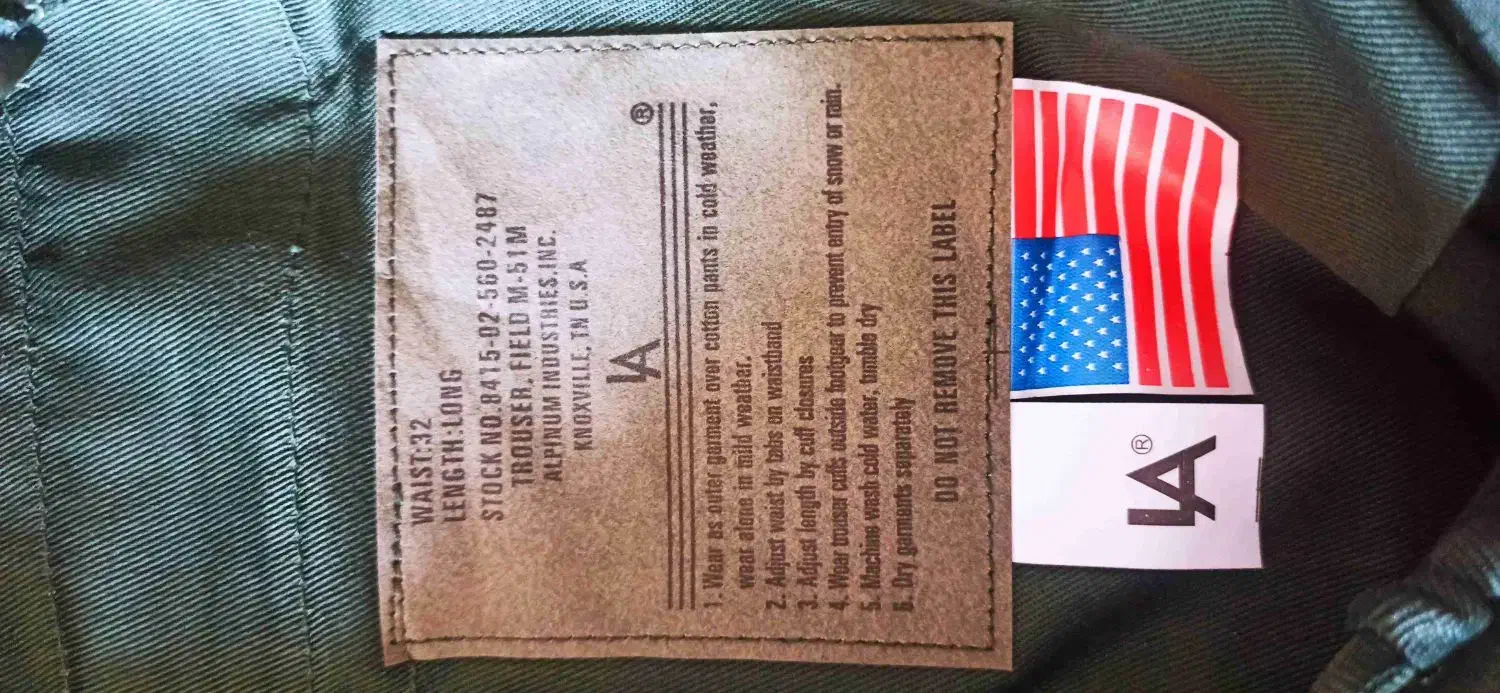 WAIST:32
LENGTH:LONG
STOCK NO.8415-02-560-2487
TROUSER, FIELD M-51M
ALPINUM INDUSTRIES.INC.
KNOXVILLE, TN U.S.A
LA ®
1. Wear as outer garment over cotton pants in cold weather,
wear alone in mild weather.
2. Adjust waist by tabs on waistband
3. Adjust length by cuff closures
4. Wear trouser cuffs outside footgear to prevent entry of snow or rain.
5. Machine wash cold water, tumble dry
6. Dry garments separately
DO NOT REMOVE THIS LABEL
LA ®